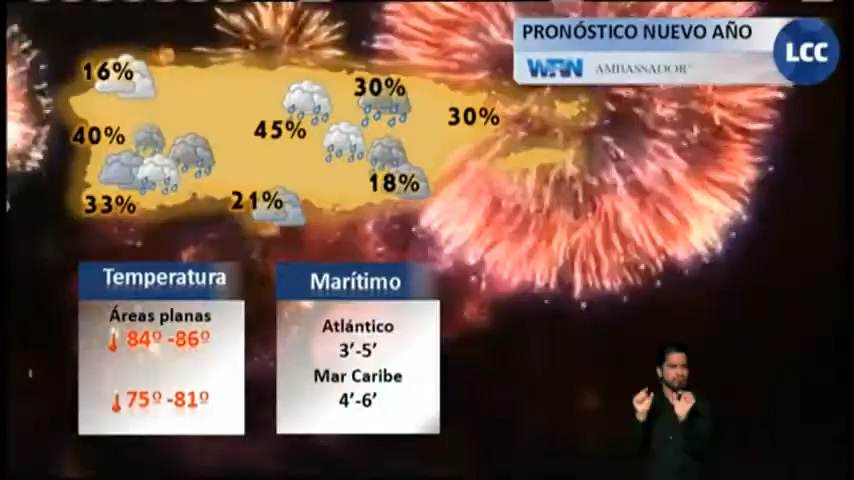 PRONÓSTICO NUEVO AÑO
WRN AMBASSADOR
LCC
16%
30%
30%
40%
45%
18%
33%
21%
Temperatura
Áreas planas
84º -86º
75º -81º
Marítimo
Atlántico
3’-5’
Mar Caribe
4’-6’